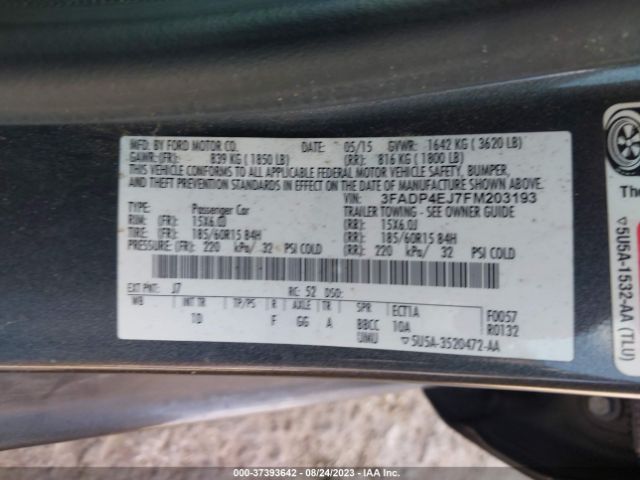 MFD. BY FORD MOTOR CO. DATE: 05/15 GVWR: 1642 KG ( 3620 LB)
GAWR: (FR): 839 KG ( 1850 LB) (RR): 816 KG ( 1800 LB)
THIS VEHICLE CONFORMS TO ALL APPLICABLE FEDERAL MOTOR VEHICLE SAFETY, BUMPER,
AND THEFT PREVENTION STANDARDS IN EFFECT ON THE DATE OF MANUFACTURE SHOWN ABOVE.
VIN: 3FADP4EJ7FM203193
TYPE: Passenger Car TRAILER TOWING - SEE OWNER GUIDE
RIM: (FR): 15X6.0J (RR): 15X6.0J
TIRE: (FR): 185/60R15 84H (RR): 185/60R15 84H
PRESSURE: (FR): 220 kPa/ 32 PSI COLD (RR): 220 kPa/ 32 PSI COLD
EXT PNT: J7 RC: 52 DSO:
WB INT TR TP/PS R AXLE TR SPR ECT1A F0057
TD F GG A BBCC 10A R0132
UMU ▽5U5A-3520472-AA
The
▽5U5A-1532-AA (TLU)
000-37393642 - 08/24/2023 - IAA Inc.